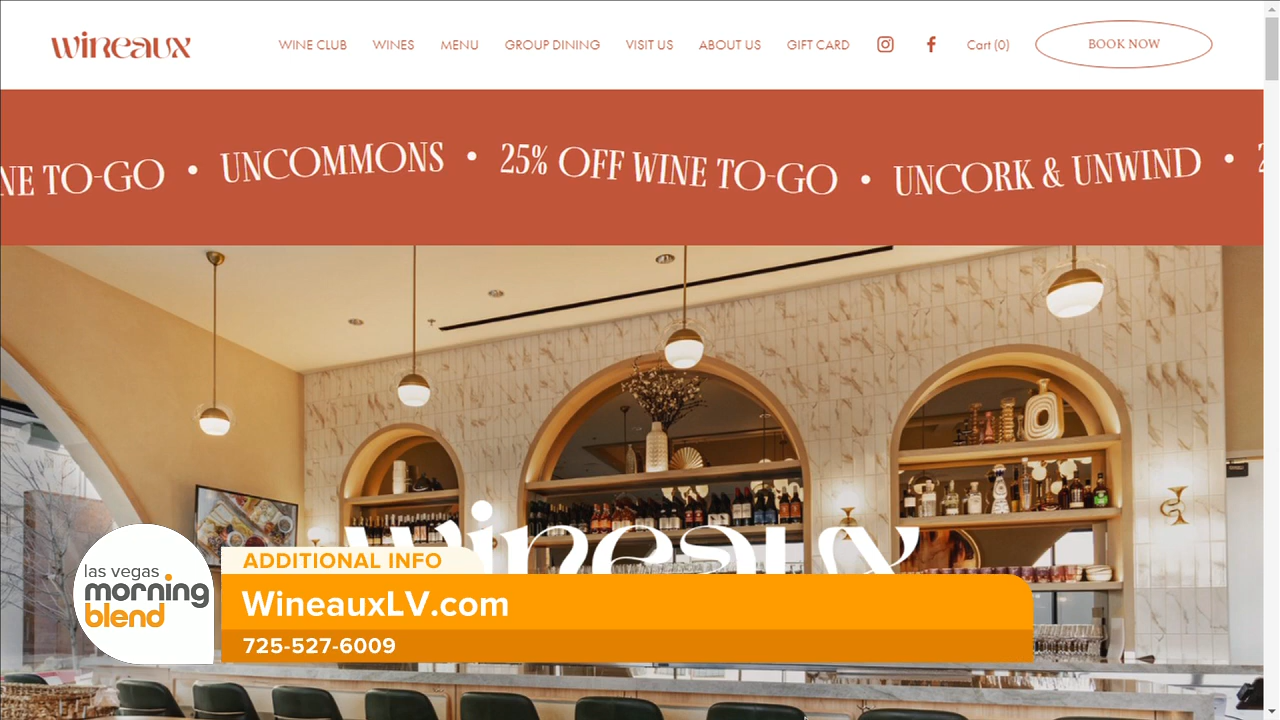 wineaux
WINE CLUB WINES MENU GROUP DINING VISIT US ABOUT US GIFT CARD Cart (0) BOOK NOW
NE TO-GO • UNCOMMONS • 25% OFF WINE TO-GO • UNCORK & UNWIND •
wineaux
ADDITIONAL INFO
las vegas
morning
blend
WineauxLV.com
725-527-6009